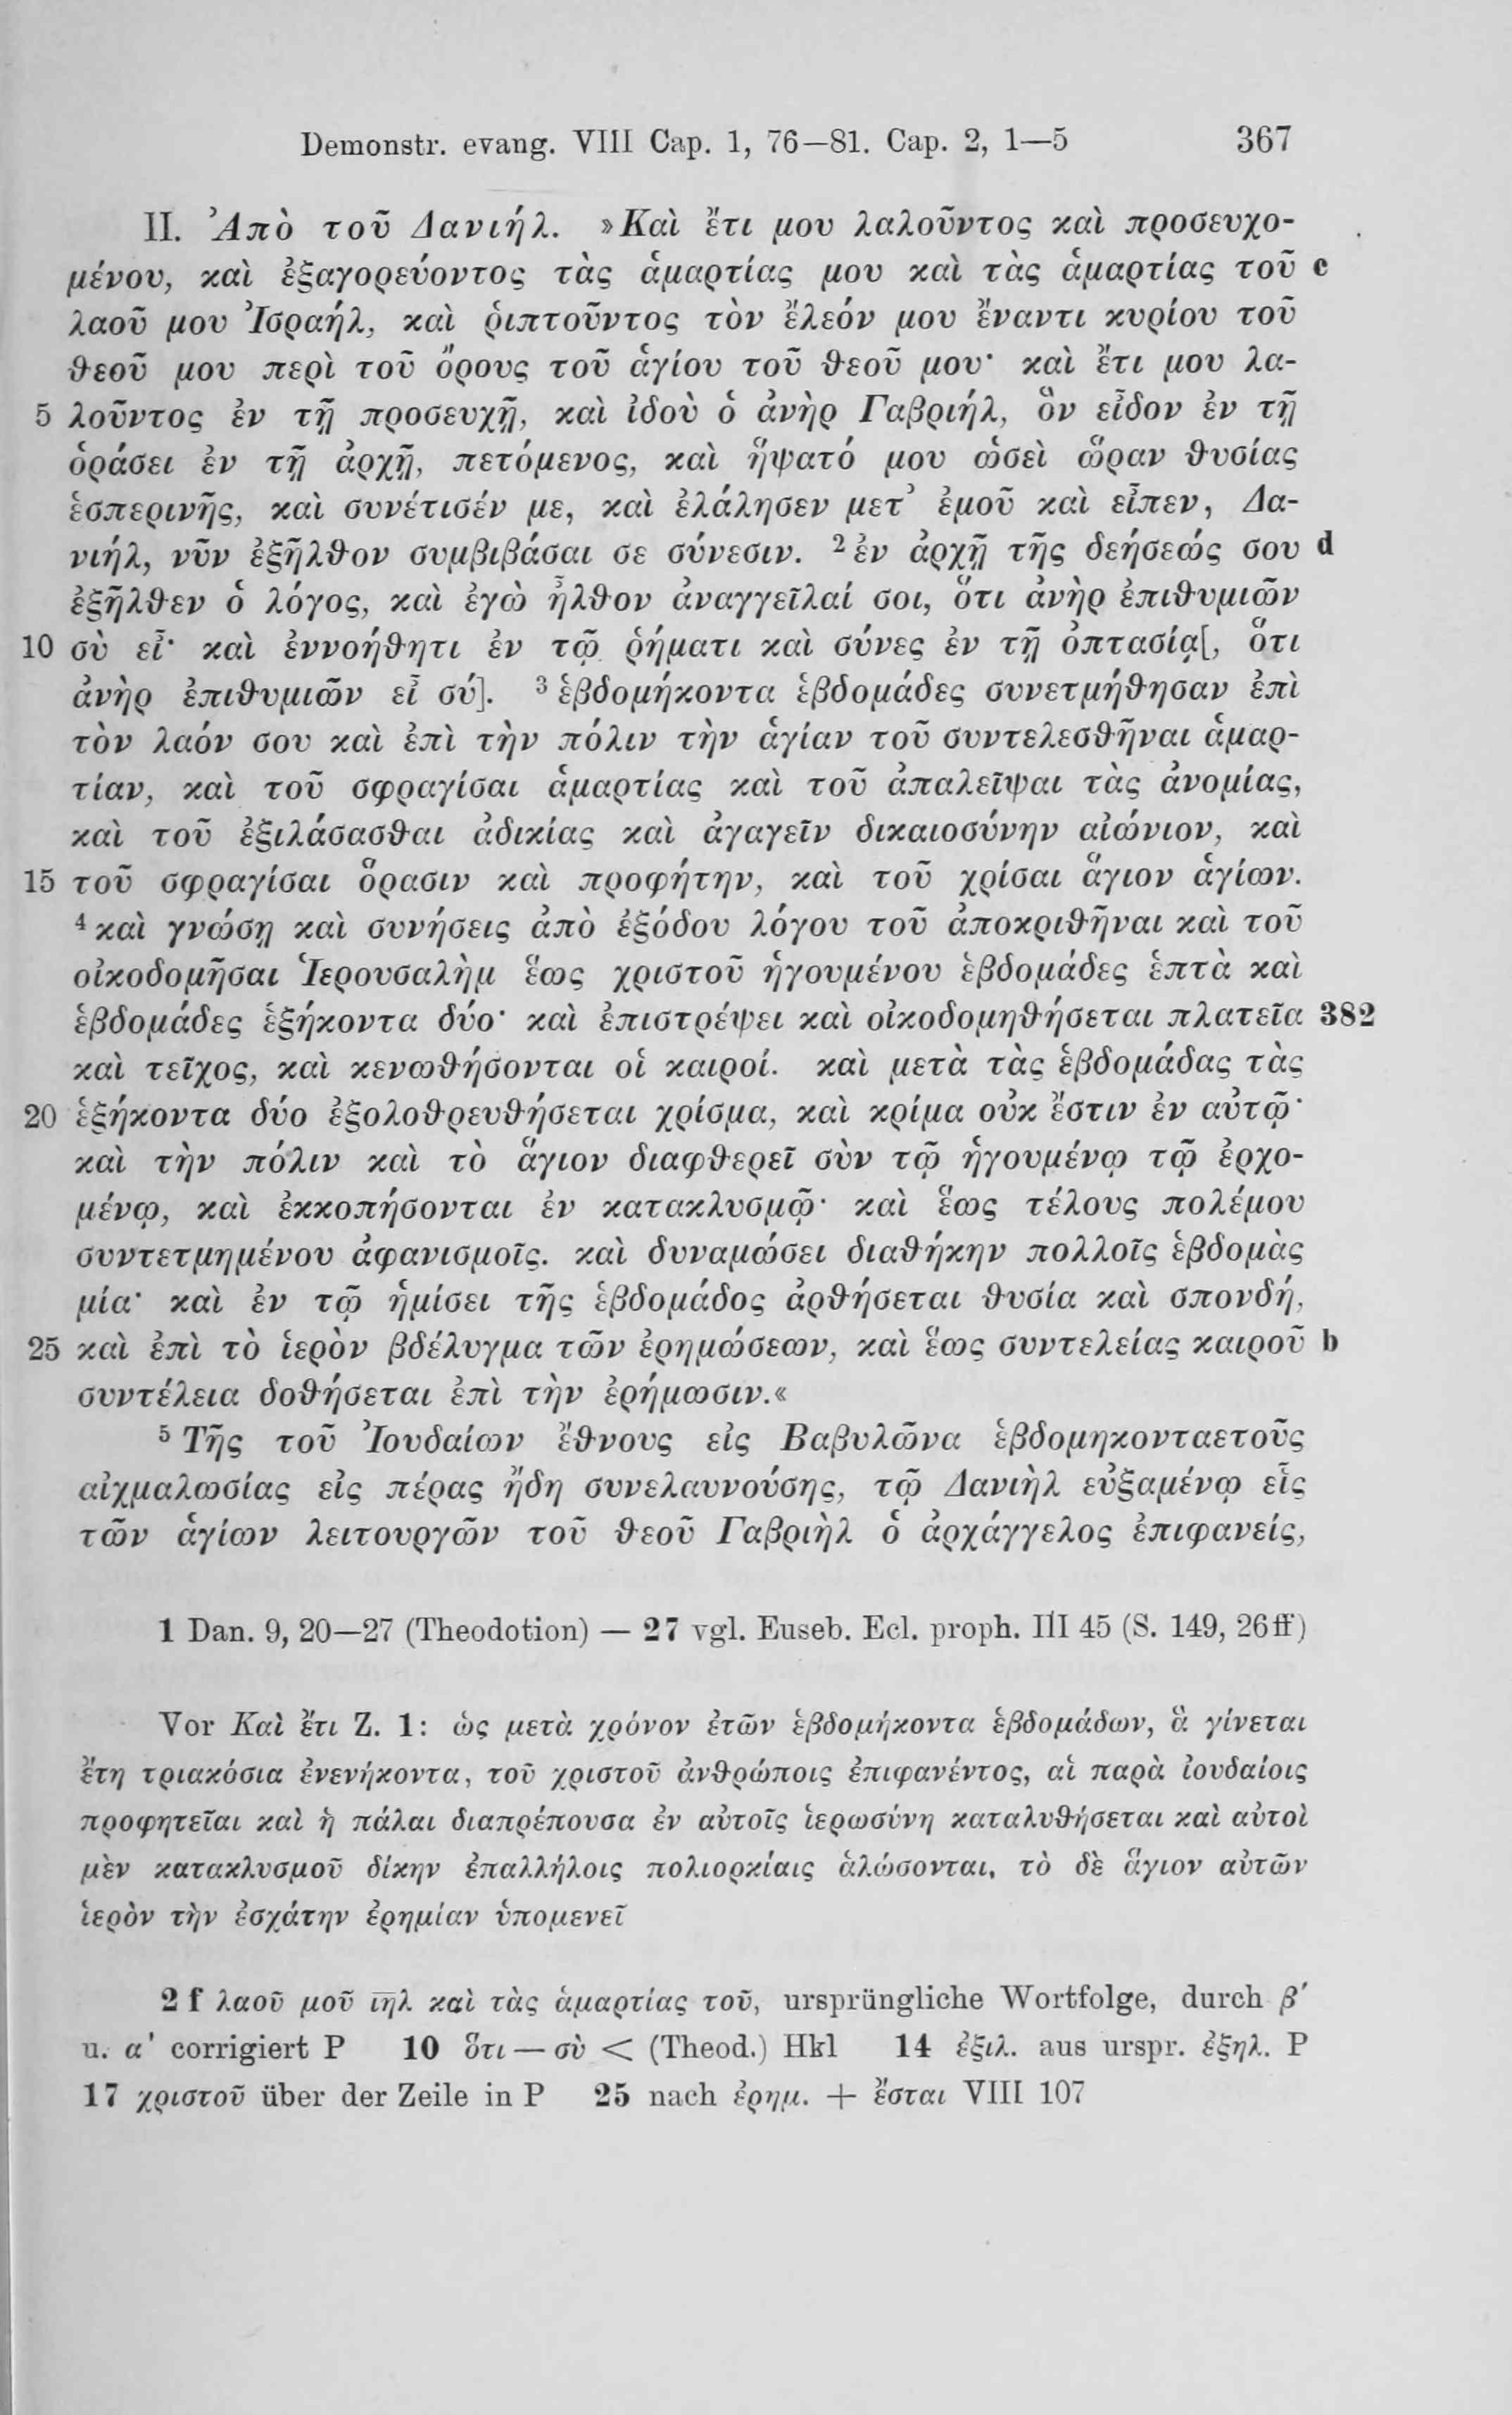 Demonstr. evang. VIII Cap. 1, 76—81. Cap. 2, 1—5 367
II. Ἀπὸ τοῦ Δανιήλ. »Καὶ ἔτι μου λαλοῦντος καὶ προσευχο-
μένου, καὶ ἐξαγορεύοντος τὰς ἁμαρτίας μου καὶ τὰς ἁμαρτίας τοῦ c
λαοῦ μου Ἰσραήλ, καὶ ῥιπτοῦντος τὸν ἔλεόν μου ἔναντι κυρίου τοῦ
θεοῦ μου περὶ τοῦ ὄρους τοῦ ἁγίου τοῦ θεοῦ μου· καὶ ἔτι μου λα-
5 λοῦντος ἐν τῇ προσευχῇ, καὶ ἰδοὺ ὁ ἀνὴρ Γαβριήλ, ὃν εἶδον ἐν τῇ
ὁράσει ἐν τῇ ἀρχῇ, πετόμενος, καὶ ἥψατό μου ὡσεὶ ὥραν θυσίας
ἑσπερινῆς, καὶ συνέτισέν με, καὶ ἐλάλησεν μετ᾽ ἐμοῦ καὶ εἶπεν, Δα-
νιήλ, νῦν ἐξῆλθον συμβιβάσαι σε σύνεσιν. ²ἐν ἀρχῇ τῆς δεήσεώς σου d
ἐξῆλθεν ὁ λόγος, καὶ ἐγὼ ἦλθον ἀναγγεῖλαί σοι, ὅτι ἀνὴρ ἐπιθυμιῶν
10 σὺ εἶ· καὶ ἐννοήθητι ἐν τῷ ῥήματι καὶ σύνες ἐν τῇ ὀπτασίᾳ[, ὅτι
ἀνὴρ ἐπιθυμιῶν εἶ σύ]. ³ἑβδομήκοντα ἑβδομάδες συνετμήθησαν ἐπὶ
τὸν λαόν σου καὶ ἐπὶ τὴν πόλιν τὴν ἁγίαν τοῦ συντελεσθῆναι ἁμαρ-
τίαν, καὶ τοῦ σφραγίσαι ἁμαρτίας καὶ τοῦ ἀπαλεῖψαι τὰς ἀνομίας,
καὶ τοῦ ἐξιλάσασθαι ἀδικίας καὶ ἀγαγεῖν δικαιοσύνην αἰώνιον, καὶ
15 τοῦ σφραγίσαι ὅρασιν καὶ προφήτην, καὶ τοῦ χρίσαι ἅγιον ἁγίων.
⁴καὶ γνώσῃ καὶ συνήσεις ἀπὸ ἐξόδου λόγου τοῦ ἀποκριθῆναι καὶ τοῦ
οἰκοδομῆσαι Ἱερουσαλὴμ ἕως χριστοῦ ἡγουμένου ἑβδομάδες ἑπτὰ καὶ
ἑβδομάδες ἑξήκοντα δύο· καὶ ἐπιστρέψει καὶ οἰκοδομηθήσεται πλατεῖα 382
καὶ τεῖχος, καὶ κενωθήσονται οἱ καιροί. καὶ μετὰ τὰς ἑβδομάδας τὰς
20 ἑξήκοντα δύο ἐξολοθρευθήσεται χρίσμα, καὶ κρίμα οὐκ ἔστιν ἐν αὐτῷ·
καὶ τὴν πόλιν καὶ τὸ ἅγιον διαφθερεῖ σὺν τῷ ἡγουμένῳ τῷ ἐρχο-
μένῳ, καὶ ἐκκοπήσονται ἐν κατακλυσμῷ· καὶ ἕως τέλους πολέμου
συντετμημένου ἀφανισμοῖς. καὶ δυναμώσει διαθήκην πολλοῖς ἑβδομὰς
μία· καὶ ἐν τῷ ἡμίσει τῆς ἑβδομάδος ἀρθήσεται θυσία καὶ σπονδή,
25 καὶ ἐπὶ τὸ ἱερὸν βδέλυγμα τῶν ἐρημώσεων, καὶ ἕως συντελείας καιροῦ b
συντέλεια δοθήσεται ἐπὶ τὴν ἐρήμωσιν.«
⁵Τῆς τοῦ Ἰουδαίων ἔθνους εἰς Βαβυλῶνα ἑβδομηκονταετοῦς
αἰχμαλωσίας εἰς πέρας ἤδη συνελαυνούσης, τῷ Δανιὴλ εὐξαμένῳ εἷς
τῶν ἁγίων λειτουργῶν τοῦ θεοῦ Γαβριὴλ ὁ ἀρχάγγελος ἐπιφανείς,
1 Dan. 9, 20—27 (Theodotion) — 27 vgl. Euseb. Ecl. proph. III 45 (S. 149, 26ff)
Vor Καὶ ἔτι Z. 1: ὡς μετὰ χρόνον ἐτῶν ἑβδομήκοντα ἑβδομάδων, ἃ γίνεται
ἔτη τριακόσια ἐνενήκοντα, τοῦ χριστοῦ ἀνθρώποις ἐπιφανέντος, αἱ παρὰ ἰουδαίοις
προφητεῖαι καὶ ἡ πάλαι διαπρέπουσα ἐν αὐτοῖς ἱερωσύνη καταλυθήσεται καὶ αὐτοὶ
μὲν κατακλυσμοῦ δίκην ἐπαλλήλοις πολιορκίαις ἁλώσονται, τὸ δὲ ἅγιον αὐτῶν
ἱερὸν τὴν ἐσχάτην ἐρημίαν ὑπομενεῖ
2 f λαοῦ μοῦ ιηλ καὶ τὰς ἁμαρτίας τοῦ, ursprüngliche Wortfolge, durch β′
u. α′ corrigiert P 10 ὅτι — σὺ < (Theod.) Hkl 14 ἐξιλ. aus urspr. ἐξηλ. P
17 χριστοῦ über der Zeile in P 25 nach ἐρημ. + ἔσται VIII 107